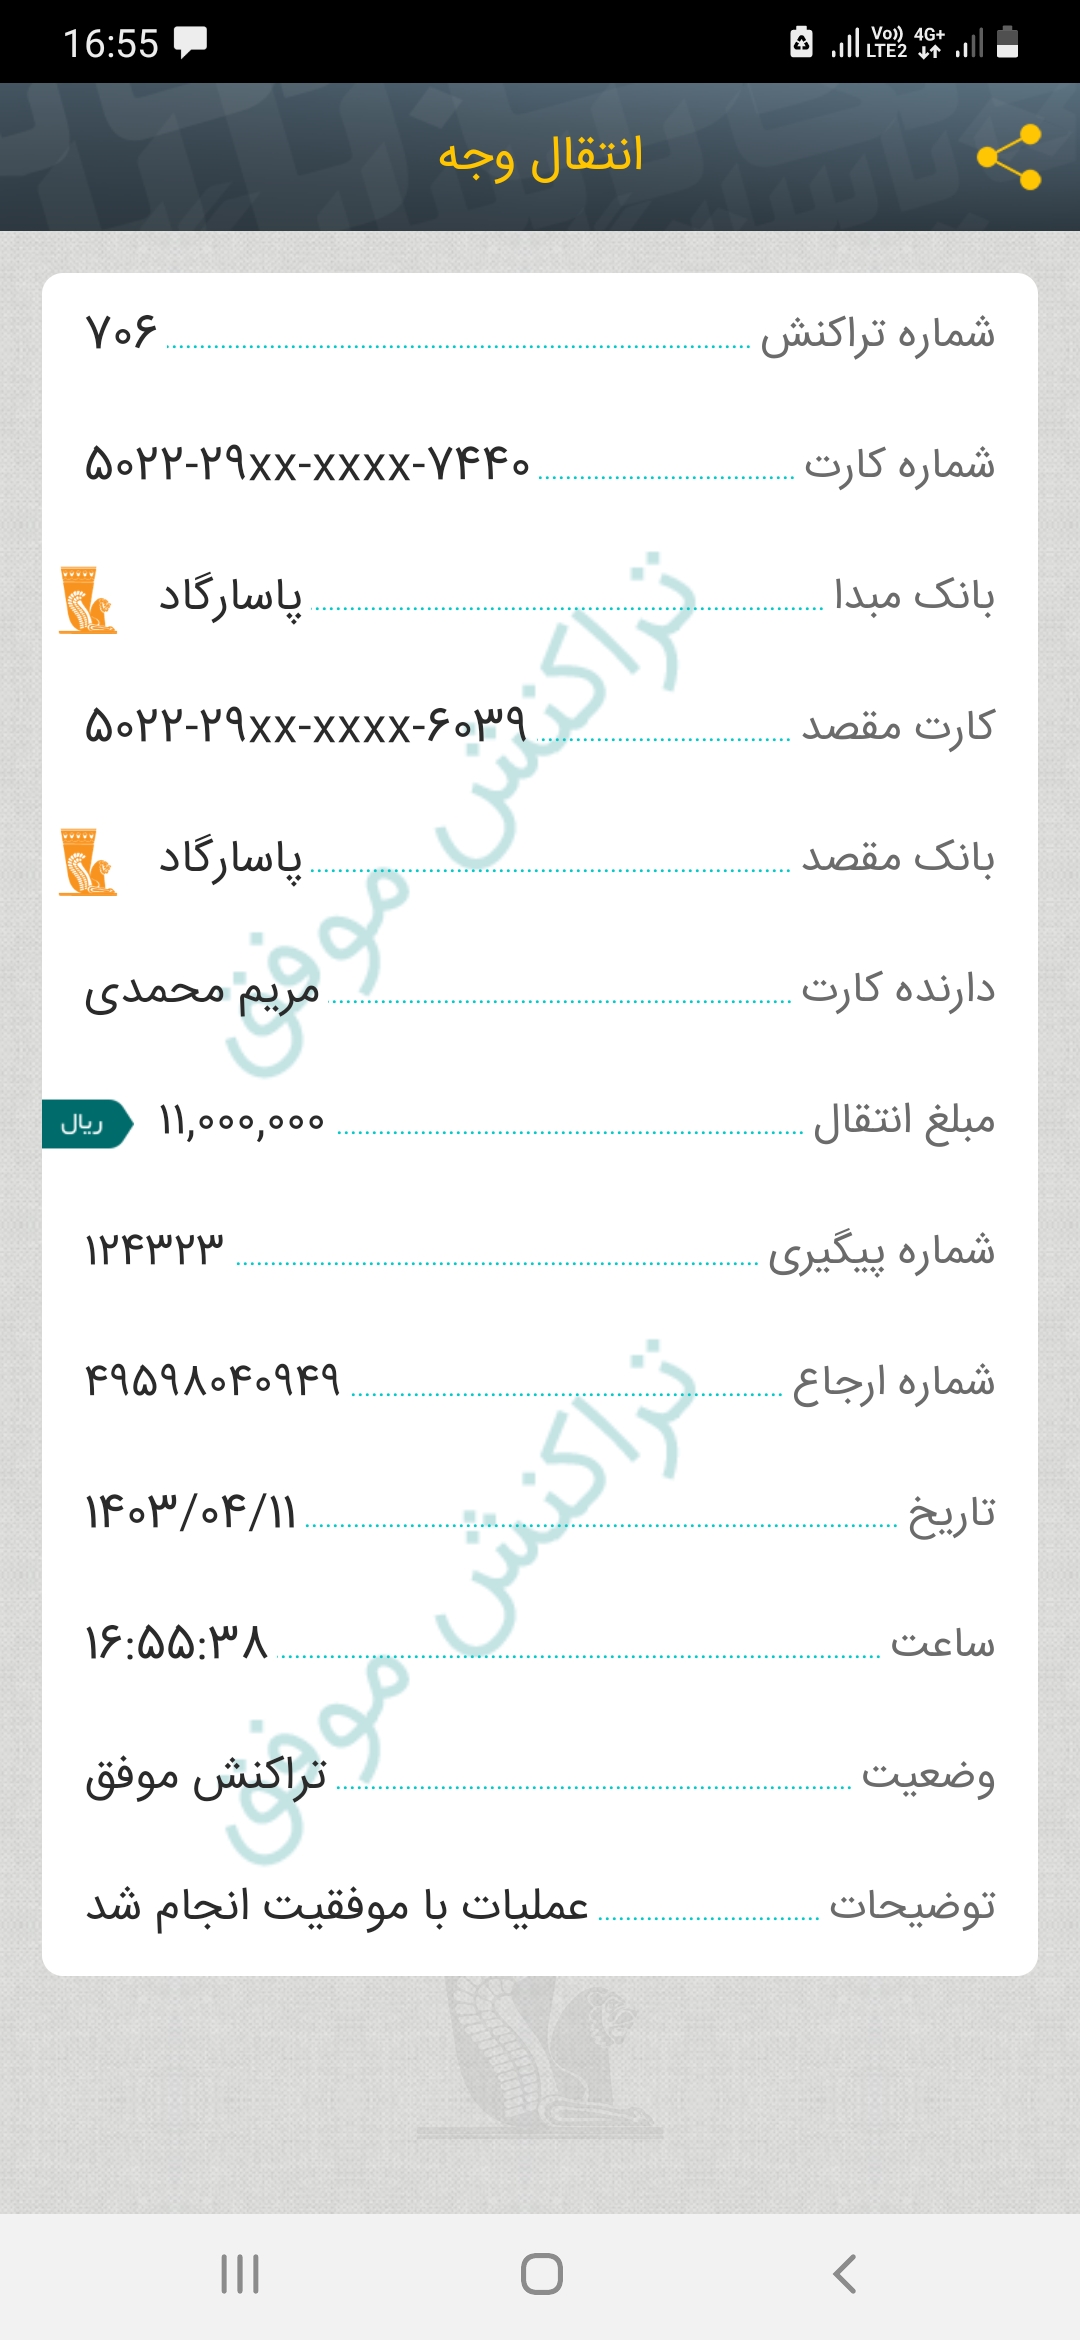 16:55
Vo)) LTE2 4G+
انتقال وجه
شماره تراکنش ۷۰۶
شماره کارت ۵۰۲۲-۲۹xx-xxxx-۷۴۴۰
بانک مبدا پاسارگاد
کارت مقصد ۵۰۲۲-۲۹xx-xxxx-۶۰۳۹
بانک مقصد پاسارگاد
دارنده کارت مریم محمدی
مبلغ انتقال ۱۱,۰۰۰,۰۰۰ ریال
شماره پیگیری ۱۲۴۳۲۳
شماره ارجاع ۴۹۵۹۸۰۴۰۹۴۹
تاریخ ۱۴۰۳/۰۴/۱۱
ساعت ۱۶:۵۵:۳۸
وضعیت تراکنش موفق
توضیحات عملیات با موفقیت انجام شد
تراکنش موفق
تراکنش موفق